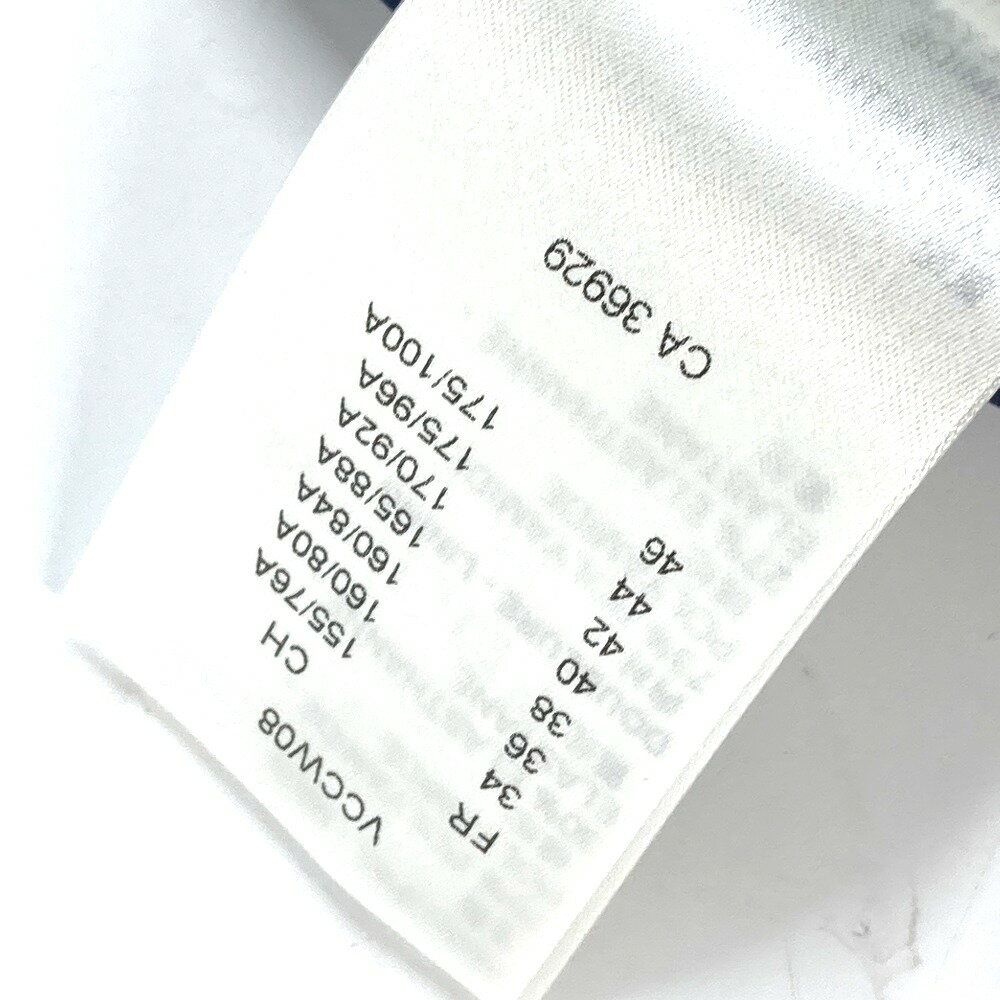 VCCCW08
FR CH
34 155/76A
36 160/80A
38 160/84A
40 165/88A
42 170/92A
44 175/96A
46 175/100A
CA 36929